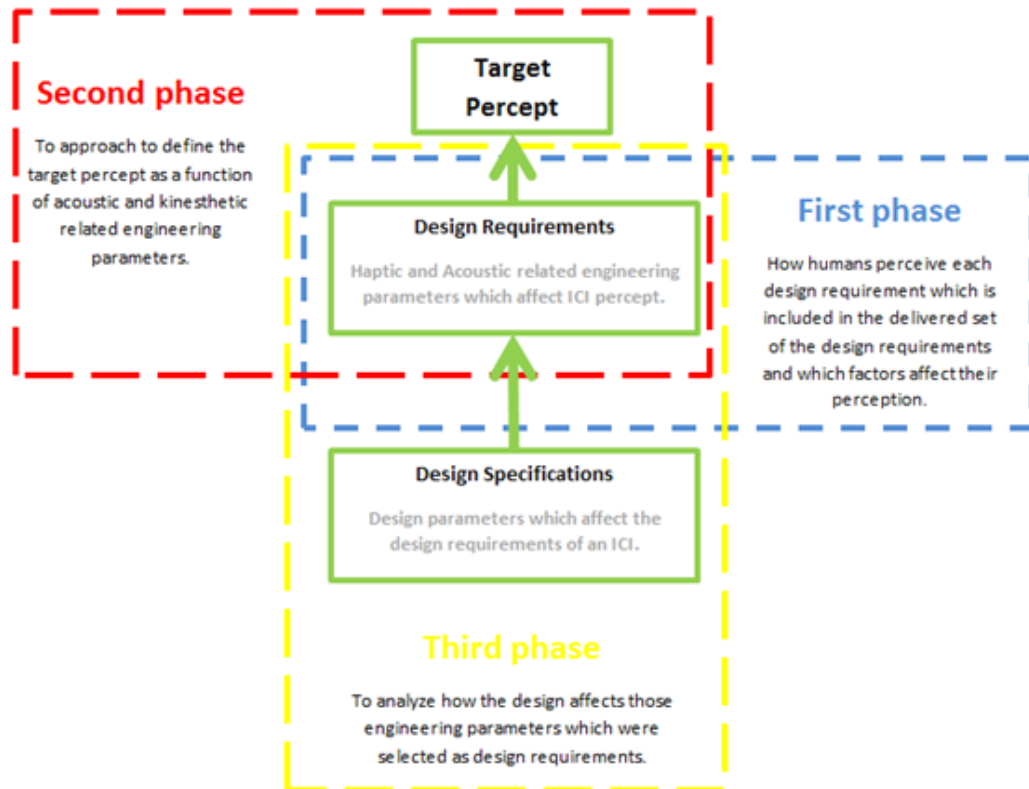 Target
Percept
Second phase
To approach to define the
target percept as a function
of acoustic and kinesthetic
related engineering
parameters.
Design Requirements
Haptic and Acoustic related engineering
parameters which affect ICI percept.
First phase
How humans perceive each
design requirement which is
included in the delivered set
of the design requirements
and which factors affect their
perception.
Design Specifications
Design parameters which affect the
design requirements of an ICI.
Third phase
To analyze how the design affects those
engineering parameters which were
selected as design requirements.